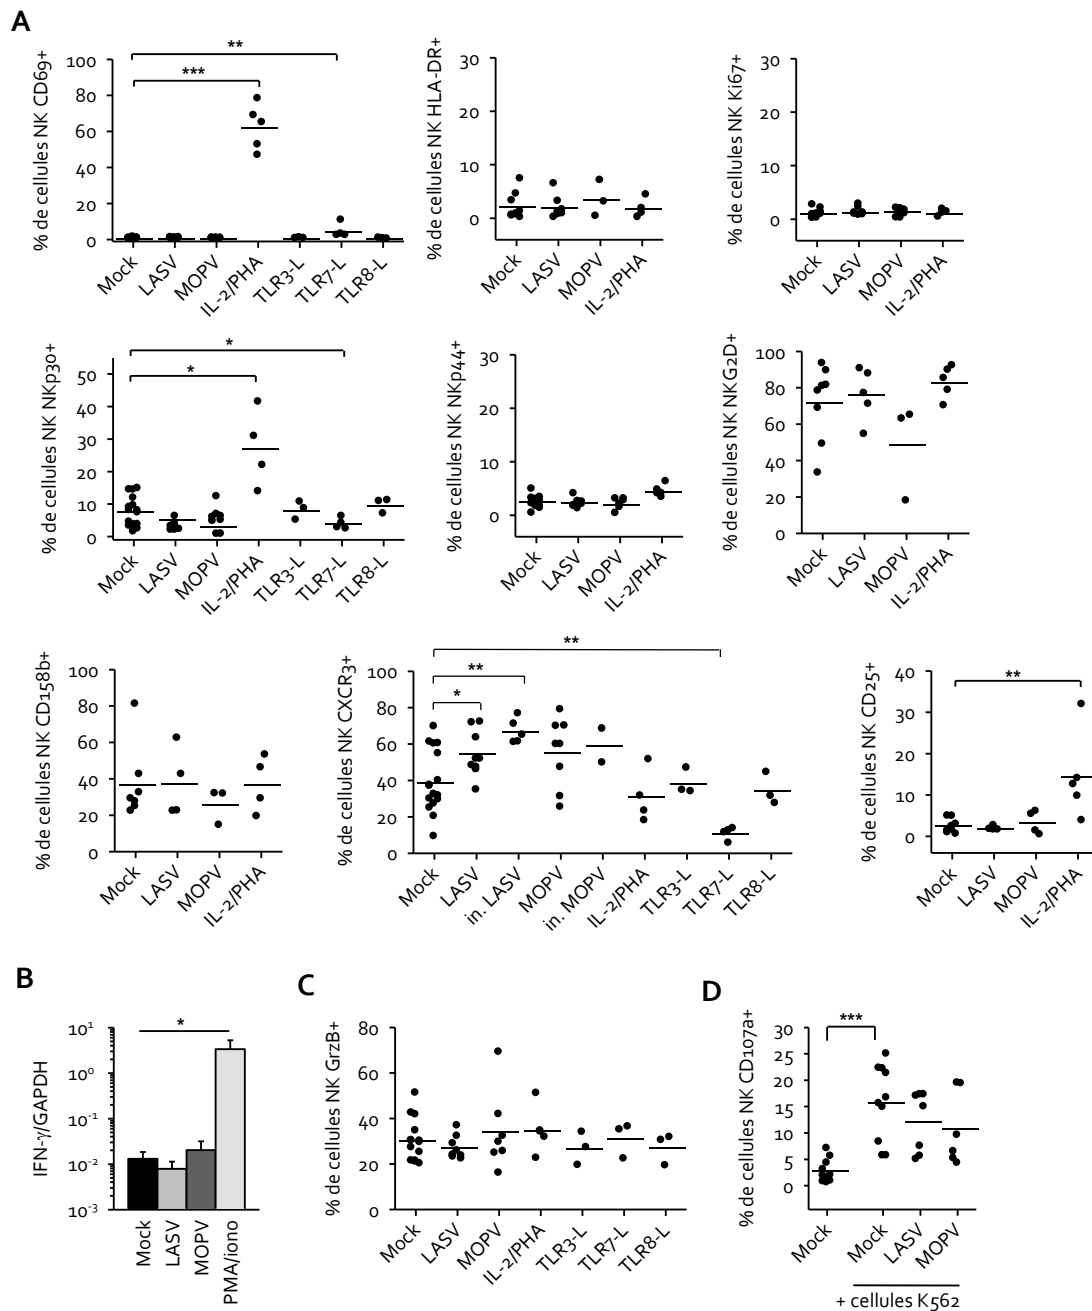 A
% de cellules NK CD69+
100
80
60
40
20
0
**
***
Mock
LASV
MOPV
IL-2/PHA
TLR3-L
TLR7-L
TLR8-L
% de cellules NK HLA-DR+
30
20
10
0
Mock
LASV
MOPV
IL-2/PHA
% de cellules NK Ki67+
30
20
10
0
Mock
LASV
MOPV
IL-2/PHA
% de cellules NK NKp30+
50
40
30
20
10
0
*
*
Mock
LASV
MOPV
IL-2/PHA
TLR3-L
TLR7-L
TLR8-L
% de cellules NK NKp44+
30
20
10
0
Mock
LASV
MOPV
IL-2/PHA
% de cellules NK NKG2D+
100
80
60
40
20
0
Mock
LASV
MOPV
IL-2/PHA
% de cellules NK CD158b+
100
80
60
40
20
0
Mock
LASV
MOPV
IL-2/PHA
% de cellules NK CXCR3+
100
80
60
40
20
0
**
**
*
Mock
LASV
in. LASV
MOPV
in. MOPV
IL-2/PHA
TLR3-L
TLR7-L
TLR8-L
% de cellules NK CD25+
40
30
20
10
0
**
Mock
LASV
MOPV
IL-2/PHA
B
IFN-γ/GAPDH
10¹
10⁰
10⁻¹
10⁻²
10⁻³
*
Mock
LASV
MOPV
PMA/iono
C
% de cellules NK GrzB+
80
60
40
20
0
Mock
LASV
MOPV
IL-2/PHA
TLR3-L
TLR7-L
TLR8-L
D
% de cellules NK CD107a+
30
25
20
15
10
5
0
***
Mock
Mock
LASV
MOPV
+ cellules K562